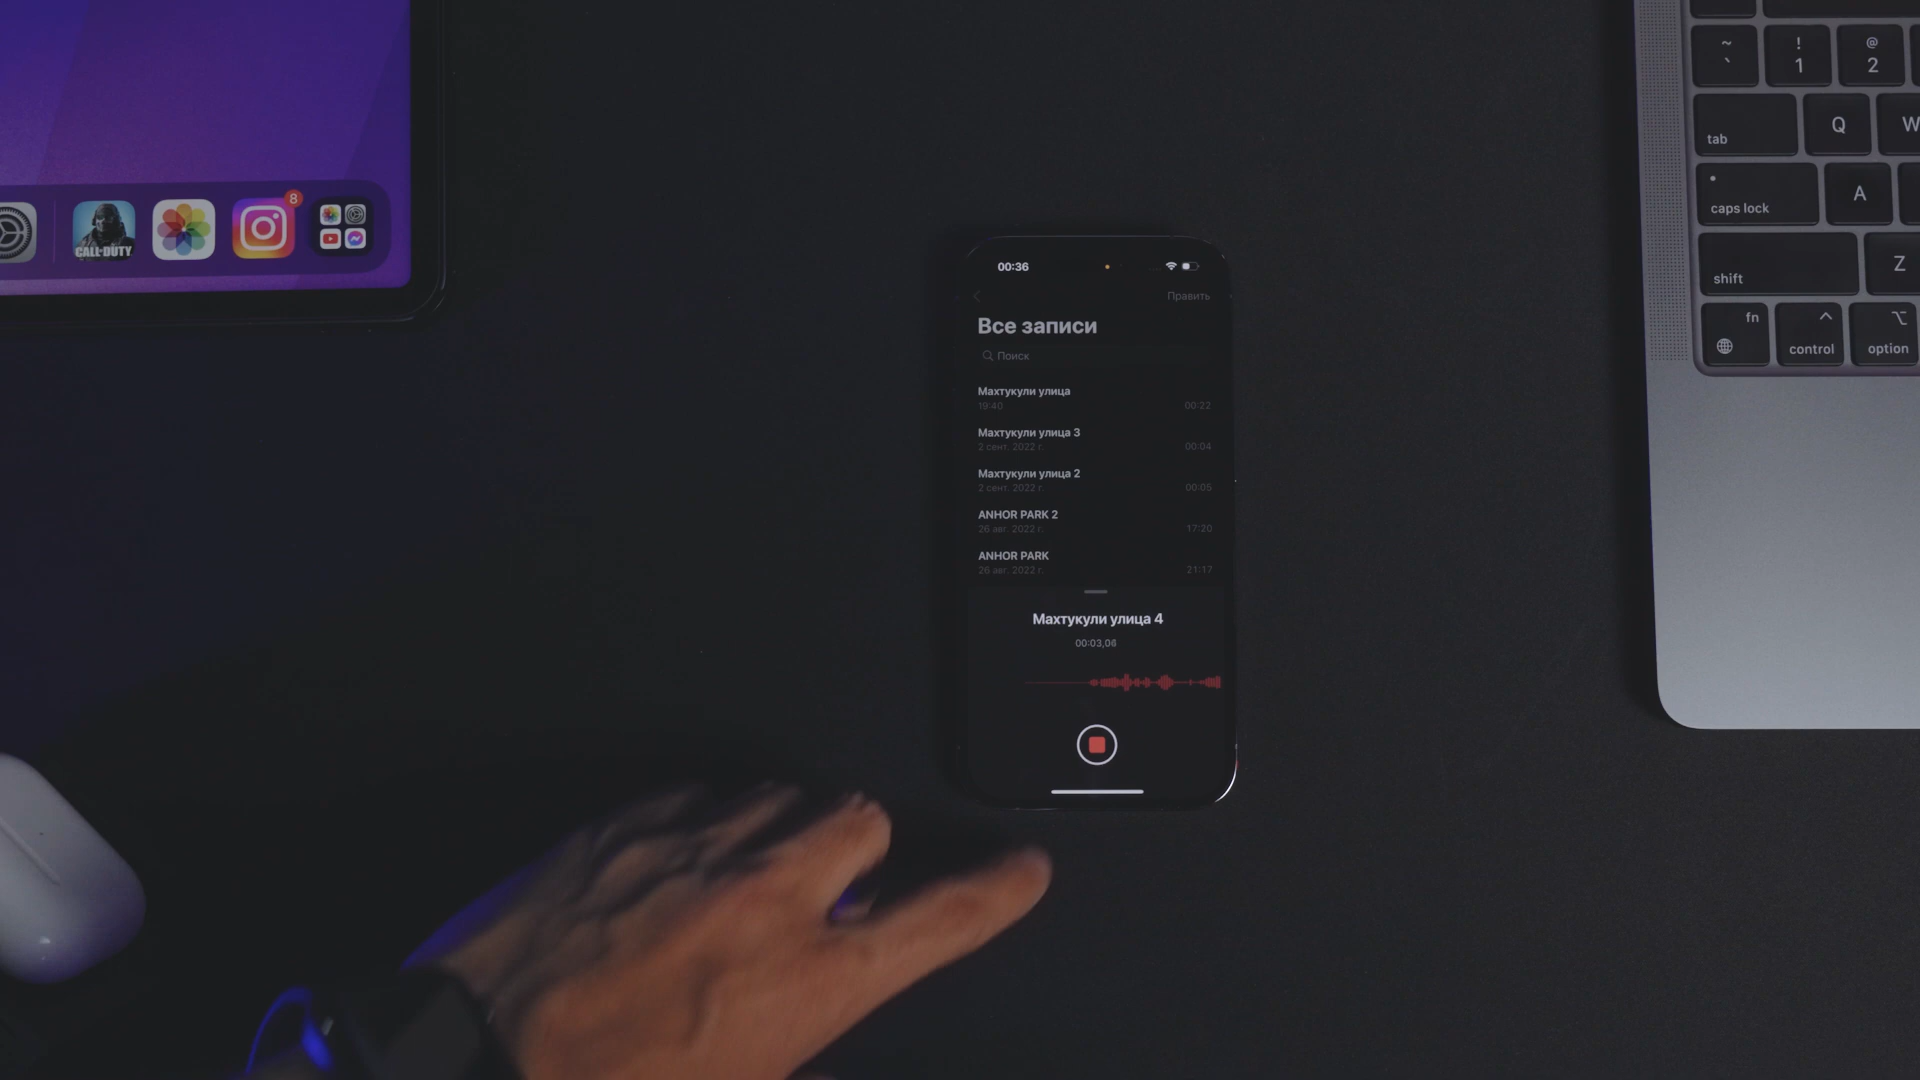 CALL·DUTY
8
00:36
Править
Все записи
Поиск
Махтукули улица
19:40
00:22
Махтукули улица 3
2 сент. 2022 г.
00:04
Махтукули улица 2
2 сент. 2022 г.
00:05
ANHOR PARK 2
26 авг. 2022 г.
17:20
ANHOR PARK
26 авг. 2022 г.
21:17
Махтукули улица 4
00:03,06
~ ! @
` 1 2
tab Q W
caps lock A
shift Z
fn
control option